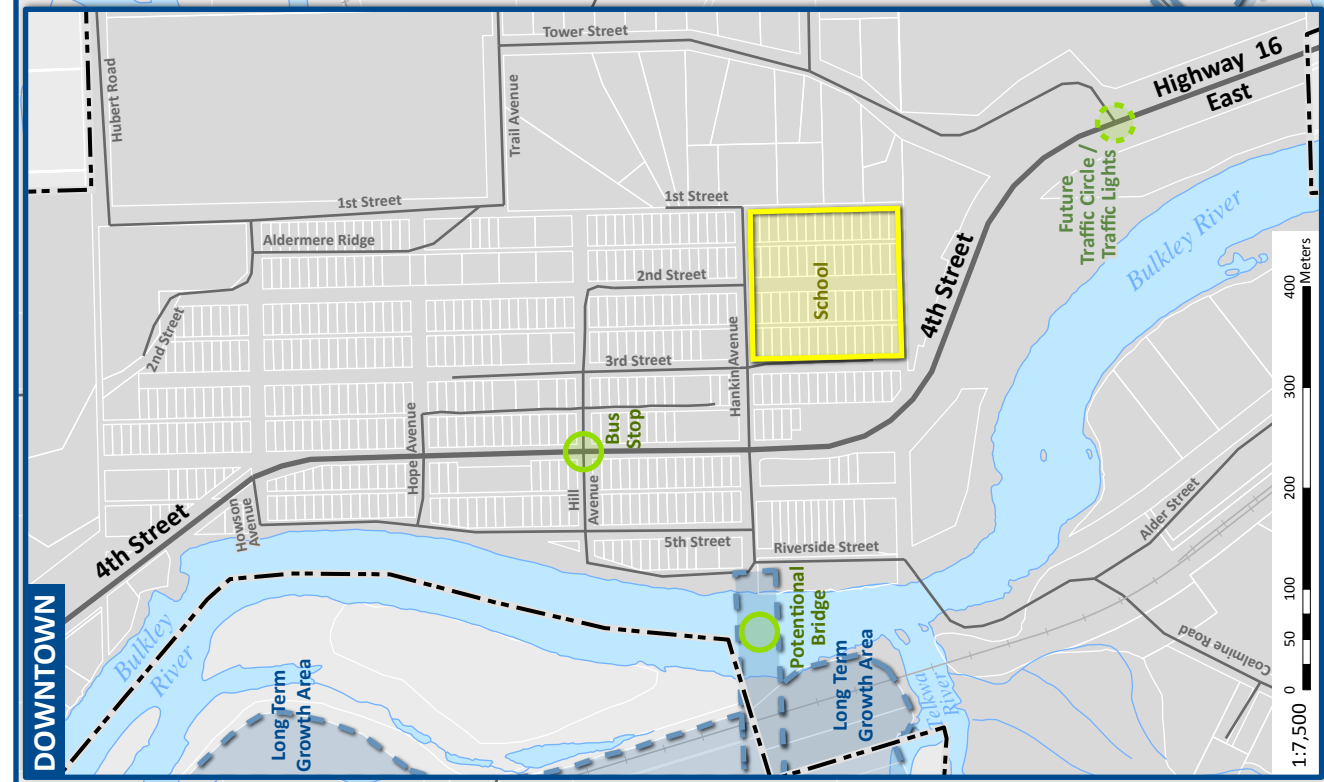 DOWNTOWN
Tower Street
Hubert Road
Trail Avenue
Highway 16
East
1st Street
1st Street
Aldermere Ridge
Future
Traffic Circle /
Traffic Lights
2nd Street
2nd Street
School
4th Street
Bulkley River
3rd Street
Hankin Avenue
Hope Avenue
Bus
Stop
4th Street
Howson
Avenue
Hill
Avenue
5th Street
Riverside Street
Alder Street
Bulkley
River
Potentional
Bridge
Long Term
Growth Area
Long Term
Growth Area
Telkwa
River
Coalmine Road
1:7,500
0 50 100 200 300 400
Meters